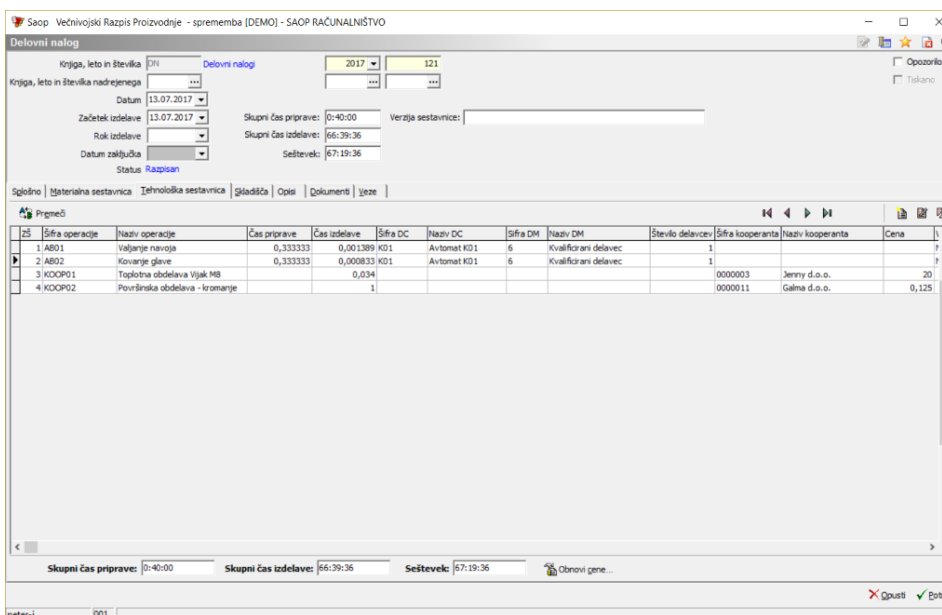 Saop Večnivojski Razpis Proizvodnje - sprememba [DEMO] - SAOP RAČUNALNIŠTVO
Delovni nalog
Knjiga, leto in številka DN Delovni nalogi 2017 121 Opozorilo
Knjiga, leto in številka nadrejenega Tiskano
Datum 13.07.2017
Začetek izdelave 13.07.2017 Skupni čas priprave: 0:40:00 Verzija sestavnice:
Rok izdelave Skupni čas izdelave: 66:39:36
Datum zaključka Seštevek: 67:19:36
Status Razpisan
Splošno Materialna sestavnica Tehnološka sestavnica Skladišča Opisi Dokumenti Veze
Premeči
ZŠ Šifra operacije Naziv operacije Čas priprave Čas izdelave Šifra DC Naziv DC Šifra DM Naziv DM Število delavcev Šifra kooperanta Naziv kooperanta Cena
1 AB01 Valjanje navoja 0,333333 0,001389 K01 Avtomat K01 6 Kvalificirani delavec 1
2 AB02 Kovanje glave 0,333333 0,000833 K01 Avtomat K01 6 Kvalificirani delavec 1
3 KOOP01 Toplotna obdelava Vijak M8 0,034 0000003 Jenny d.o.o. 20
4 KOOP02 Površinska obdelava - kromanje 1 0000011 Galma d.o.o. 0,125
Skupni čas priprave: 0:40:00 Skupni čas izdelave: 66:39:36 Seštevek: 67:19:36 Obnovi cene...
Opusti
001